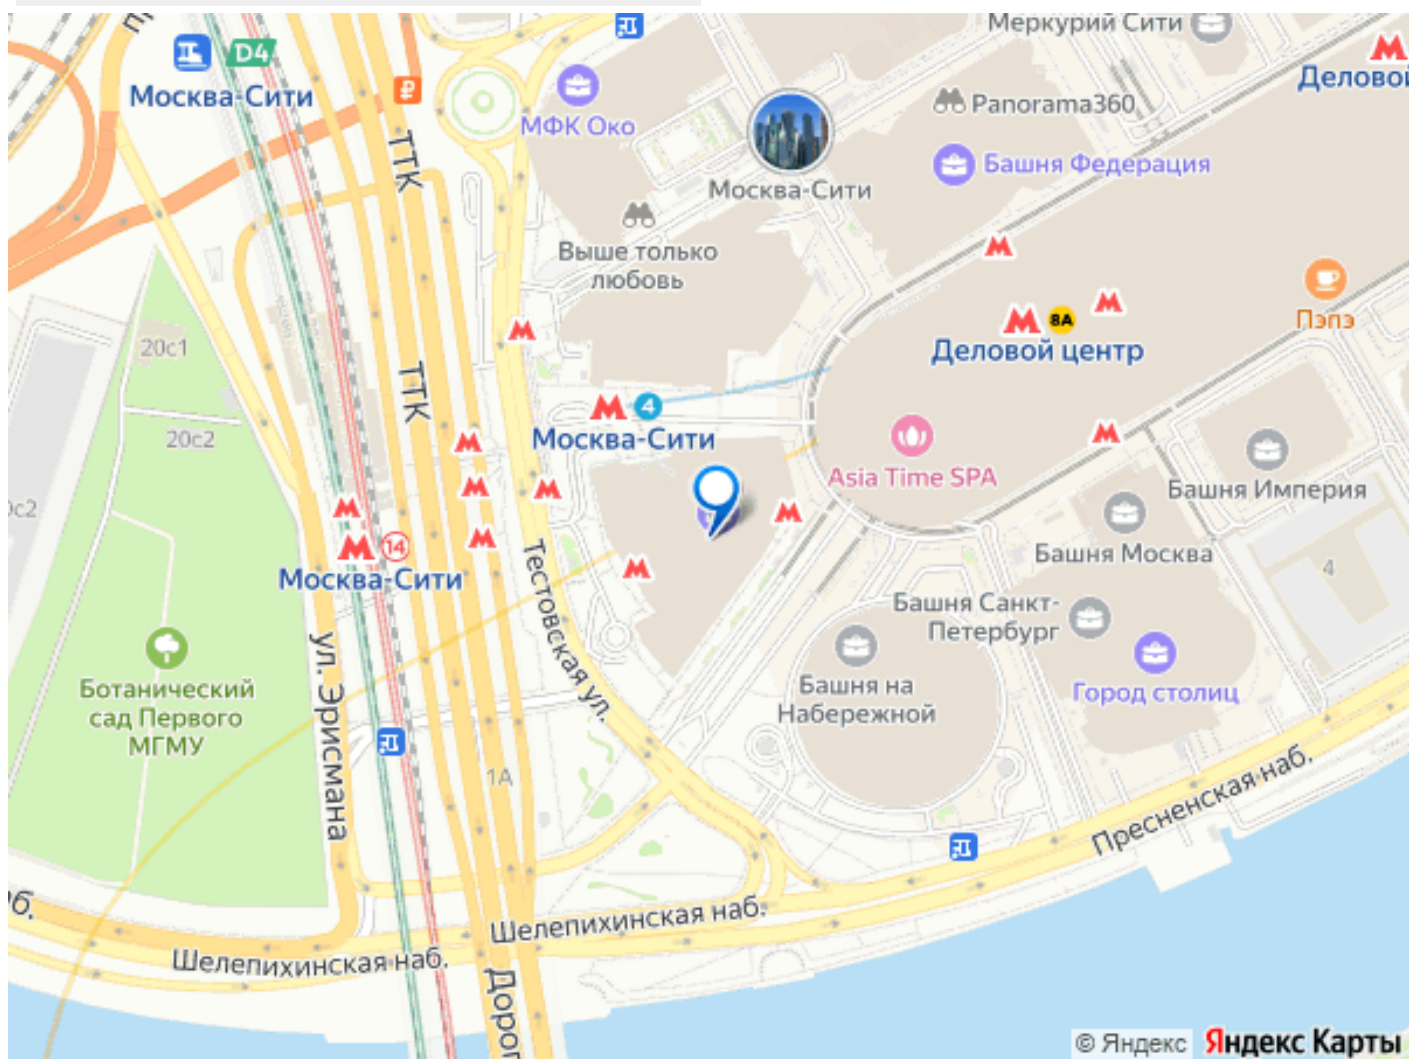 D4
Москва-Сити
₽
МФК Око
Меркурий Сити
Деловой
Panorama360
Башня Федерация
Москва-Сити
ТТК
Выше только
любовь
8А
Деловой центр
Пэпэ
20с1
ТТК
4
Москва-Сити
20с2
Asia Time SPA
Башня Империя
14
Москва-Сити
Башня Москва
4
Тестовская ул.
Башня Санкт-
Петербург
ул. Эрисмана
Ботанический
сад Первого
МГМУ
Башня на
Набережной
Город столиц
1А
Пресненская наб.
Шелепихинская наб.
Шелепихинская наб.
© Яндекс
Яндекс Карты